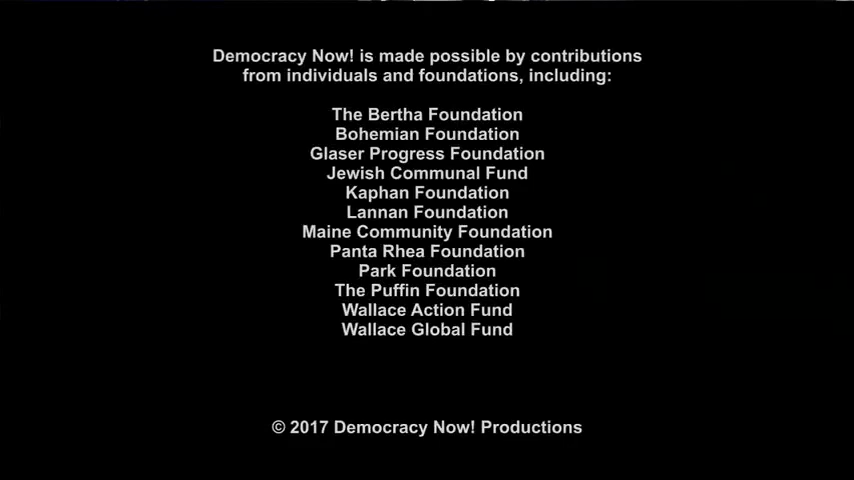 Democracy Now! is made possible by contributions
from individuals and foundations, including:
The Bertha Foundation
Bohemian Foundation
Glaser Progress Foundation
Jewish Communal Fund
Kaphan Foundation
Lannan Foundation
Maine Community Foundation
Panta Rhea Foundation
Park Foundation
The Puffin Foundation
Wallace Action Fund
Wallace Global Fund
© 2017 Democracy Now! Productions